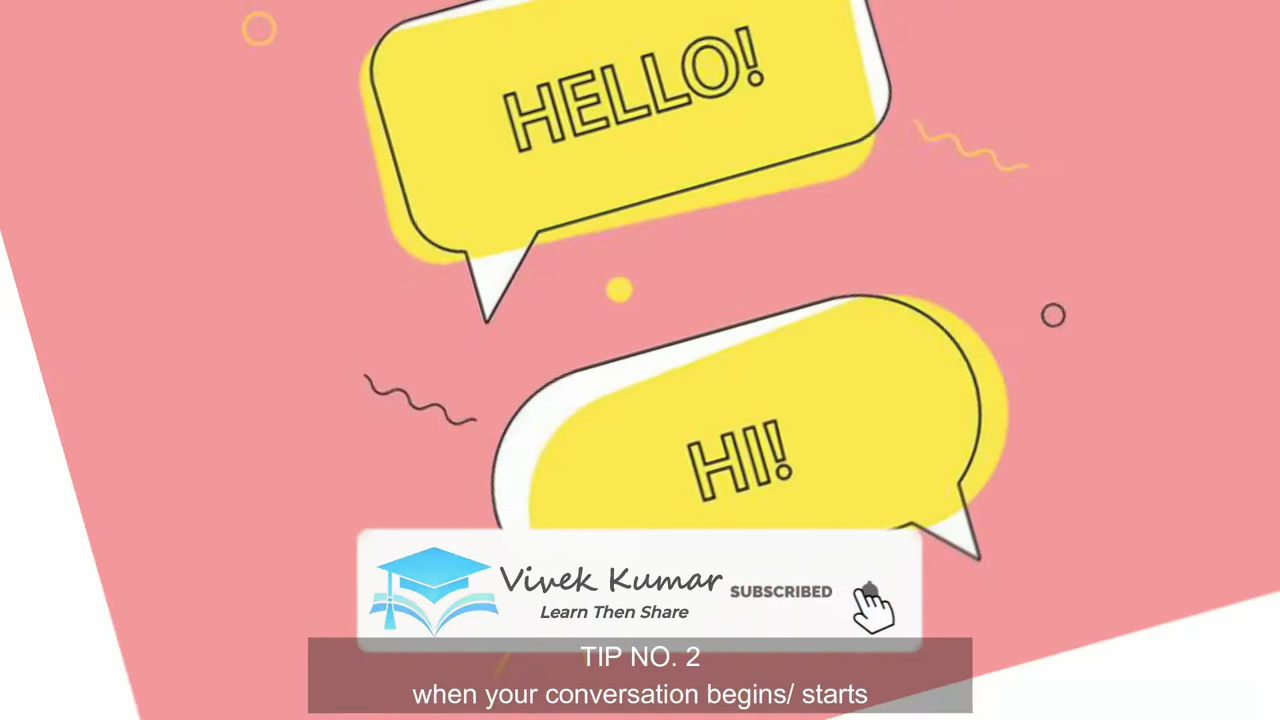 HELLO!
HI!
Vivek Kumar
Learn Then Share
SUBSCRIBED
TIP NO. 2
when your conversation begins/ starts